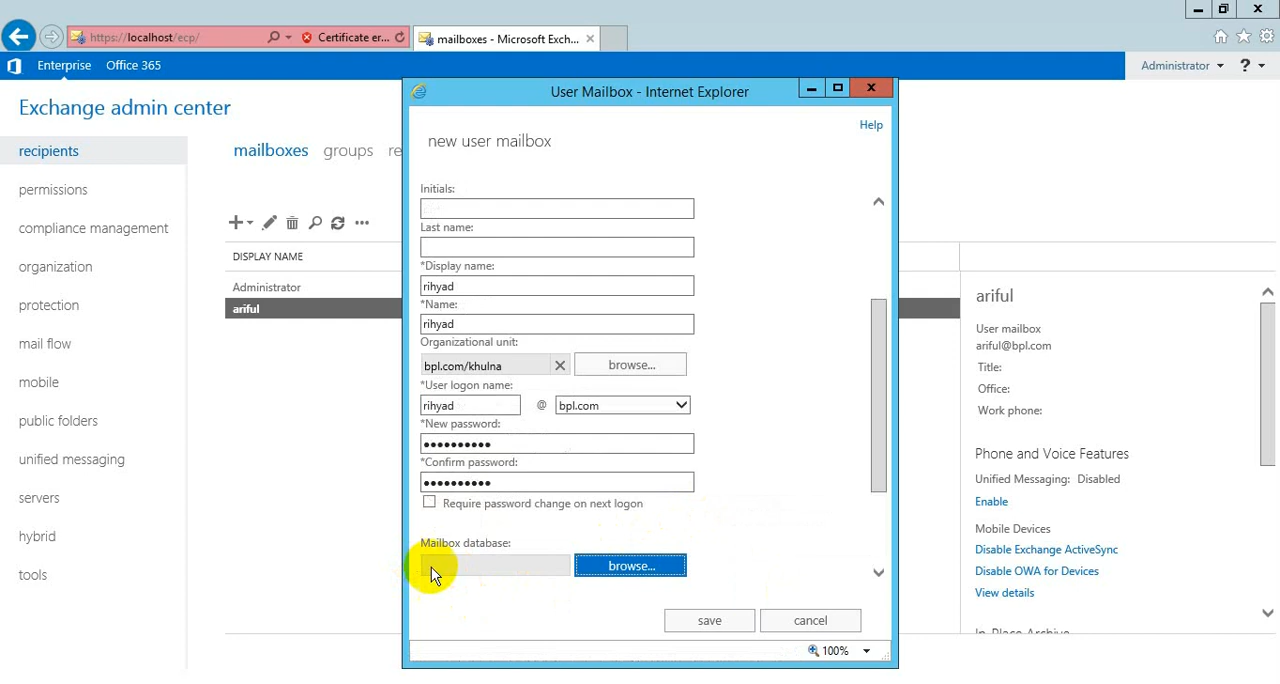 https://localhost/ecp/
Certificate er...
mailboxes - Microsoft Exch...
Enterprise
Office 365
Administrator
?
Exchange admin center
recipients
permissions
compliance management
organization
protection
mail flow
mobile
public folders
unified messaging
servers
hybrid
tools
mailboxes
groups
re
DISPLAY NAME
Administrator
ariful
User Mailbox - Internet Explorer
Help
new user mailbox
Initials:
Last name:
*Display name:
rihyad
*Name:
rihyad
Organizational unit:
bpl.com/khulna
browse...
*User logon name:
rihyad @ bpl.com
*New password:
••••••••••
*Confirm password:
••••••••••
Require password change on next logon
Mailbox database:
browse...
save
cancel
100%
ariful
User mailbox
ariful@bpl.com
Title:
Office:
Work phone:
Phone and Voice Features
Unified Messaging: Disabled
Enable
Mobile Devices
Disable Exchange ActiveSync
Disable OWA for Devices
View details
In-Place Archive